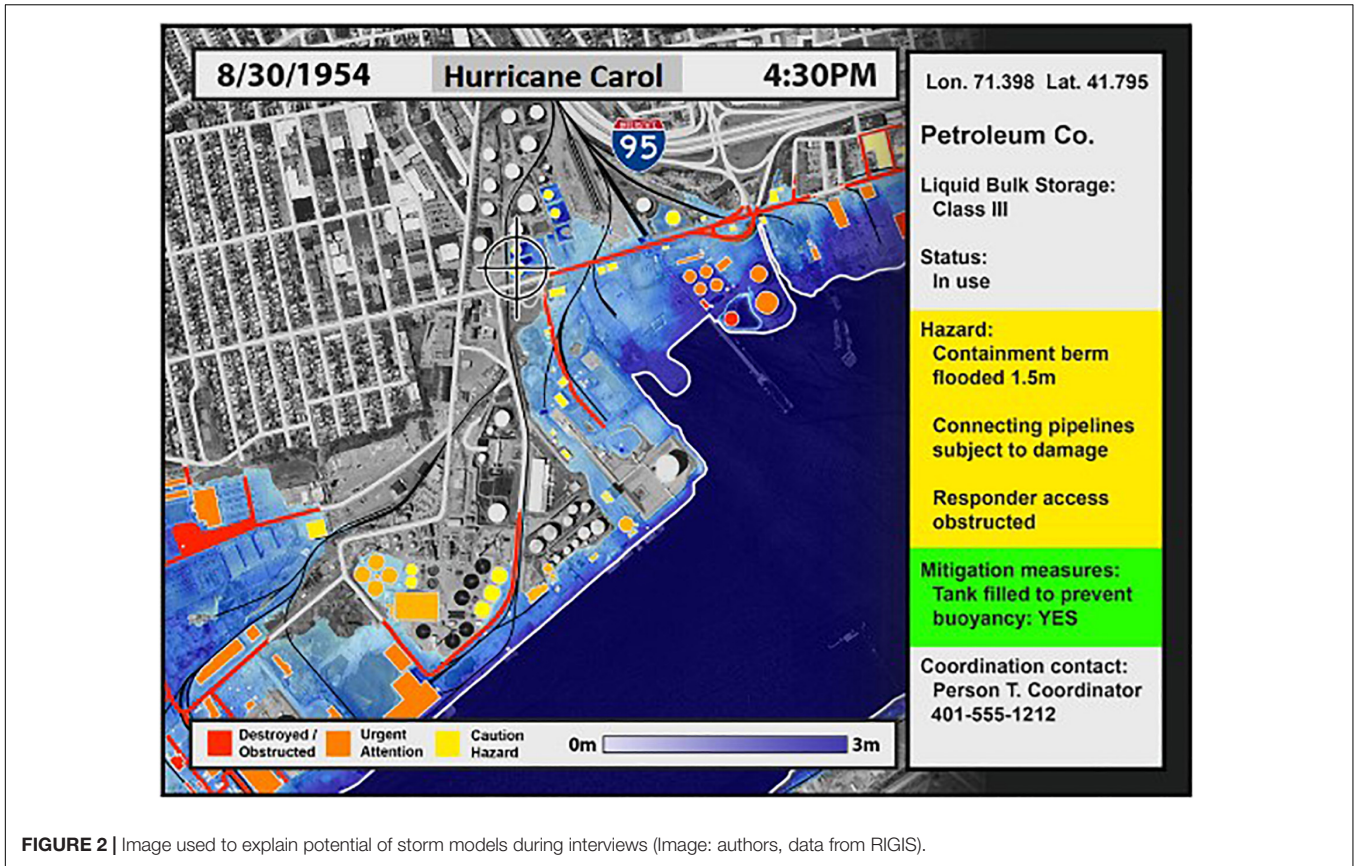 8/30/1954 Hurricane Carol 4:30PM
95
Lon. 71.398 Lat. 41.795
Petroleum Co.
Liquid Bulk Storage:
Class III
Status:
In use
Hazard:
Containment berm
flooded 1.5m
Connecting pipelines
subject to damage
Responder access
obstructed
Mitigation measures:
Tank filled to prevent
buoyancy: YES
Coordination contact:
Person T. Coordinator
401-555-1212
Destroyed /
Obstructed
Urgent
Attention
Caution
Hazard
0m 3m
FIGURE 2 | Image used to explain potential of storm models during interviews (Image: authors, data from RIGIS).